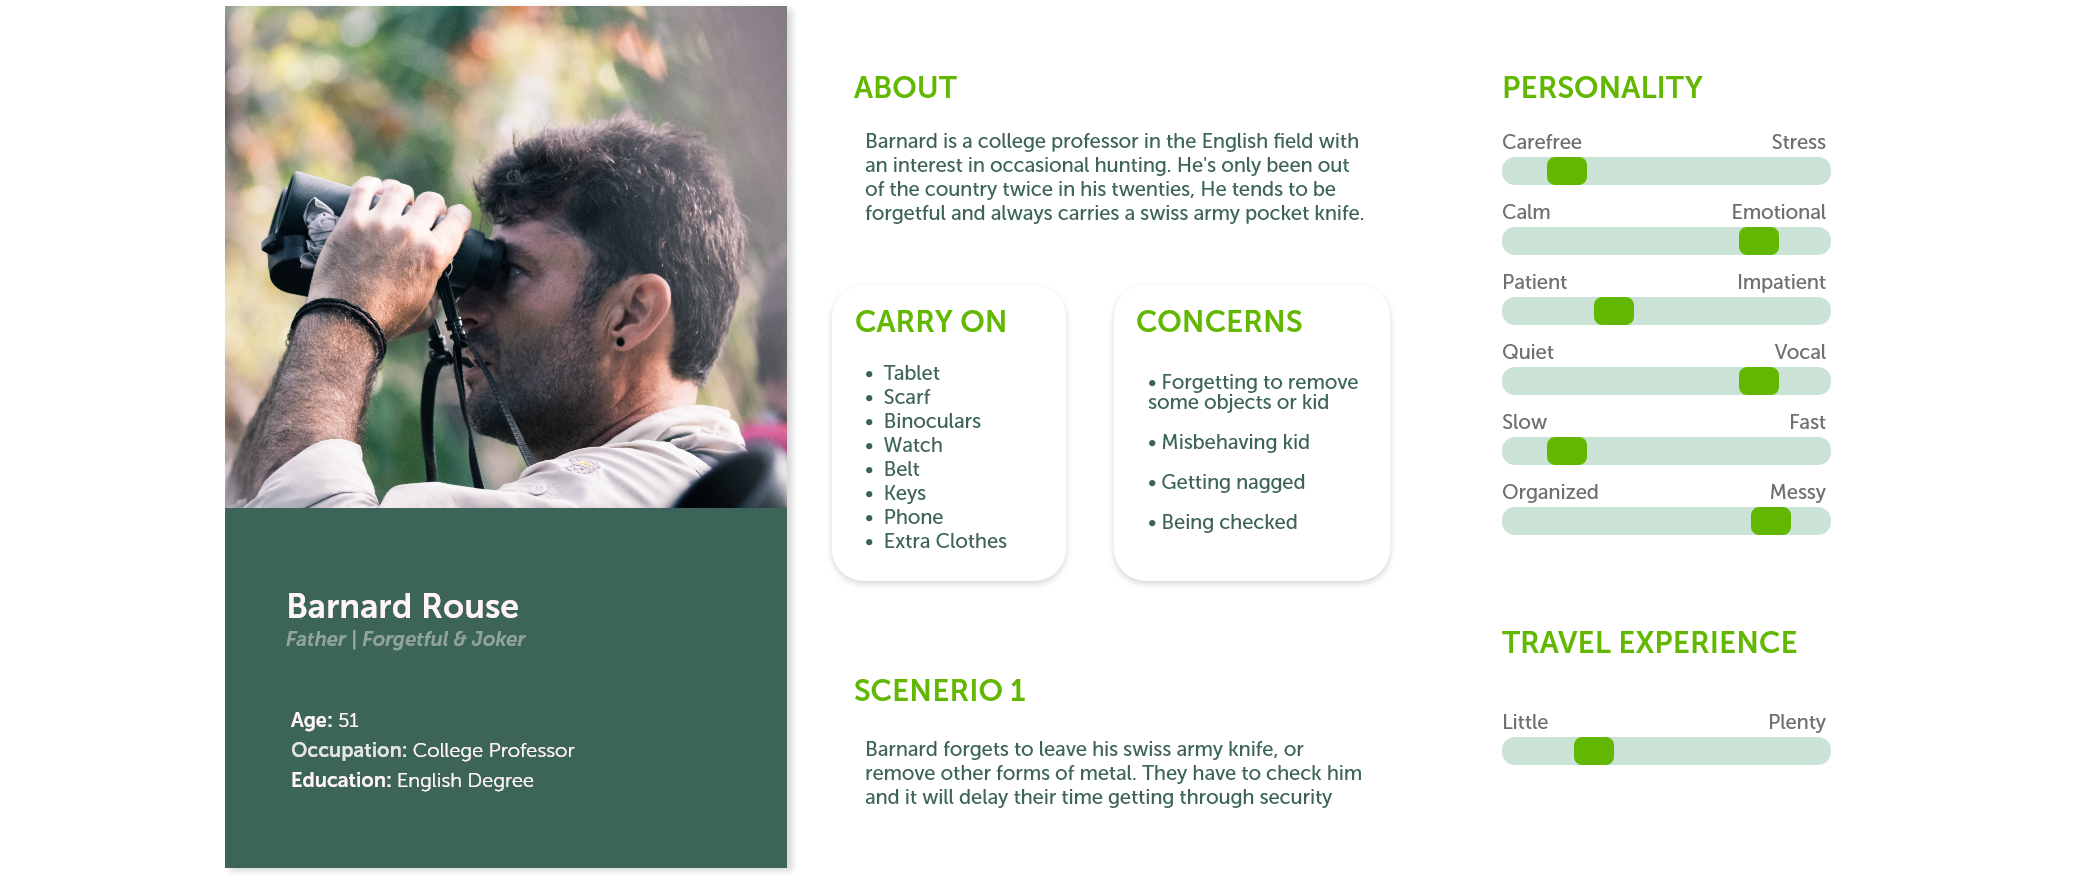 Barnard Rouse
Father | Forgetful & Joker
Age: 51
Occupation: College Professor
Education: English Degree
ABOUT
Barnard is a college professor in the English field with
an interest in occasional hunting. He's only been out
of the country twice in his twenties, He tends to be
forgetful and always carries a swiss army pocket knife.
CARRY ON
• Tablet
• Scarf
• Binoculars
• Watch
• Belt
• Keys
• Phone
• Extra Clothes
CONCERNS
• Forgetting to remove
some objects or kid
• Misbehaving kid
• Getting nagged
• Being checked
SCENERIO 1
Barnard forgets to leave his swiss army knife, or
remove other forms of metal. They have to check him
and it will delay their time getting through security
PERSONALITY
Carefree Stress
Calm Emotional
Patient Impatient
Quiet Vocal
Slow Fast
Organized Messy
TRAVEL EXPERIENCE
Little Plenty